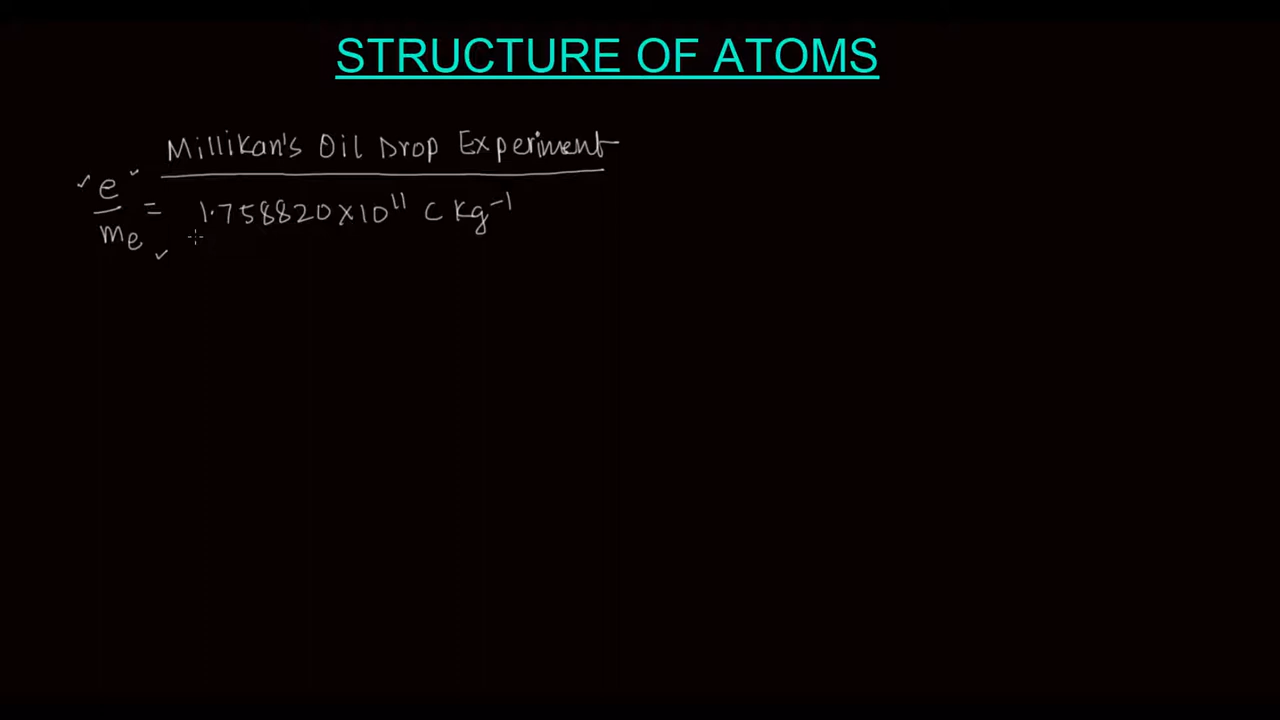 STRUCTURE OF ATOMS
Millikan's Oil Drop Experiment
e/me = 1.758820×10¹¹ C Kg⁻¹